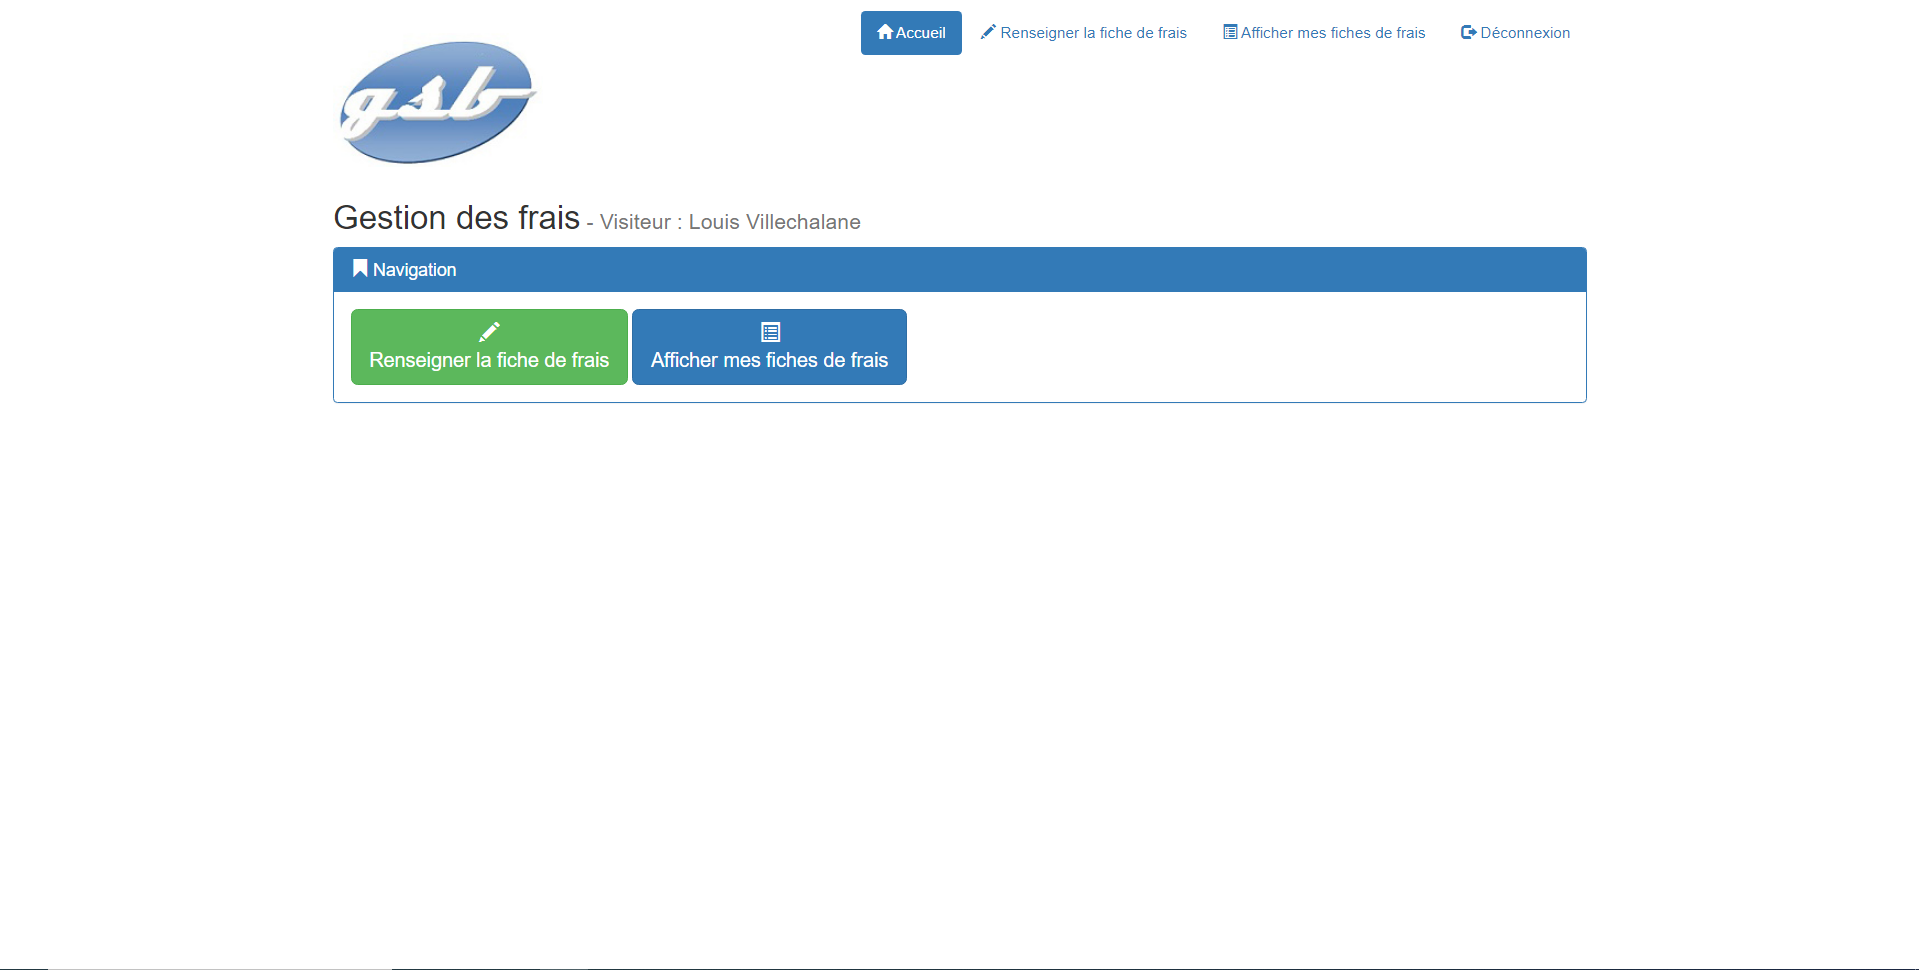 Accueil Renseigner la fiche de frais Afficher mes fiches de frais Déconnexion
gsb
Gestion des frais - Visiteur : Louis Villechalane
Navigation
Renseigner la fiche de frais Afficher mes fiches de frais